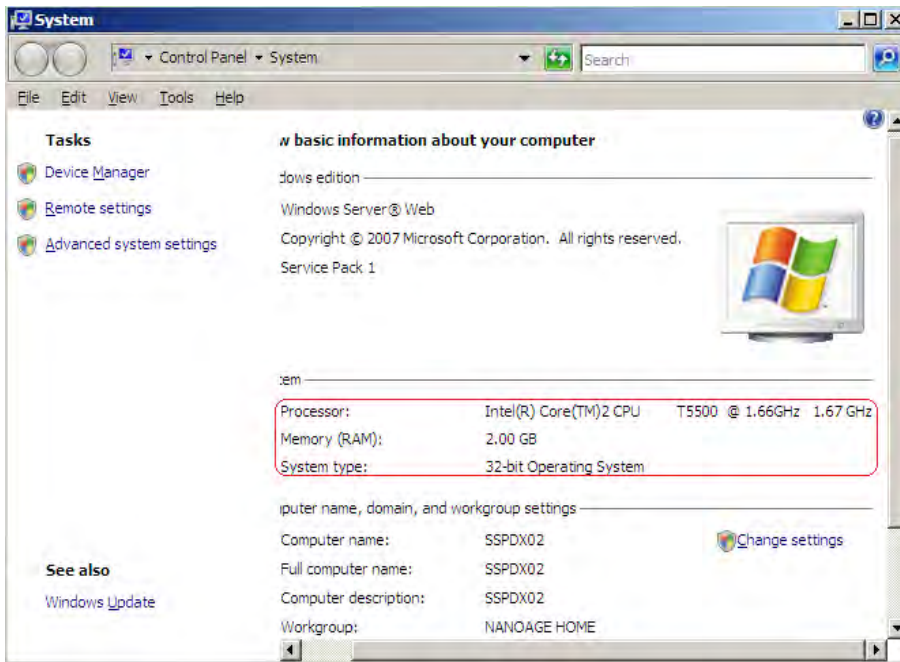 System
Control Panel System
Search
File Edit View Tools Help
Tasks
Device Manager
Remote settings
Advanced system settings
See also
Windows Update
w basic information about your computer
dows edition
Windows Server® Web
Copyright © 2007 Microsoft Corporation. All rights reserved.
Service Pack 1
em
Processor: Intel(R) Core(TM)2 CPU T5500 @ 1.66GHz 1.67 GHz
Memory (RAM): 2.00 GB
System type: 32-bit Operating System
puter name, domain, and workgroup settings
Computer name: SSPDX02
Change settings
Full computer name: SSPDX02
Computer description: SSPDX02
Workgroup: NANOAGE HOME